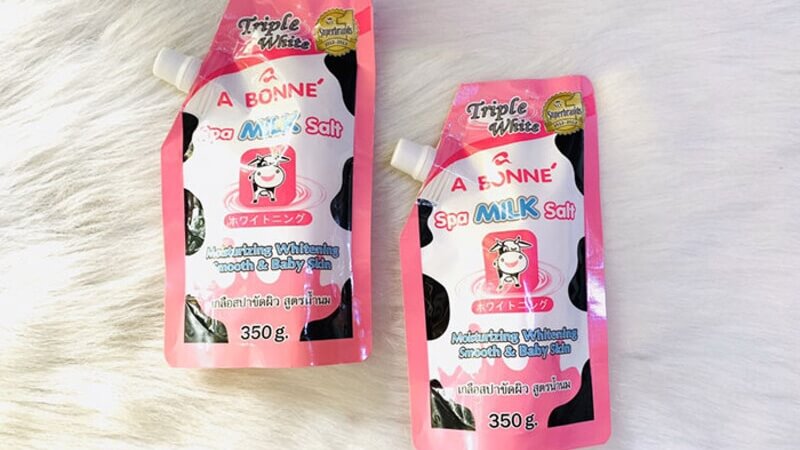 Triple
White
Superbrands
A BONNE'
Spa MILK Salt
ホワイトニング
Moisturizing Whitening
Smooth & Baby Skin
เกลือสปาขัดผิว สูตรน้ำนม
350 g.
Triple
White
Superbrands
A BONNE'
Spa MILK Salt
ホワイトニング
Moisturizing Whitening
Smooth & Baby Skin
เกลือสปาขัดผิว สูตรน้ำนม
350 g.